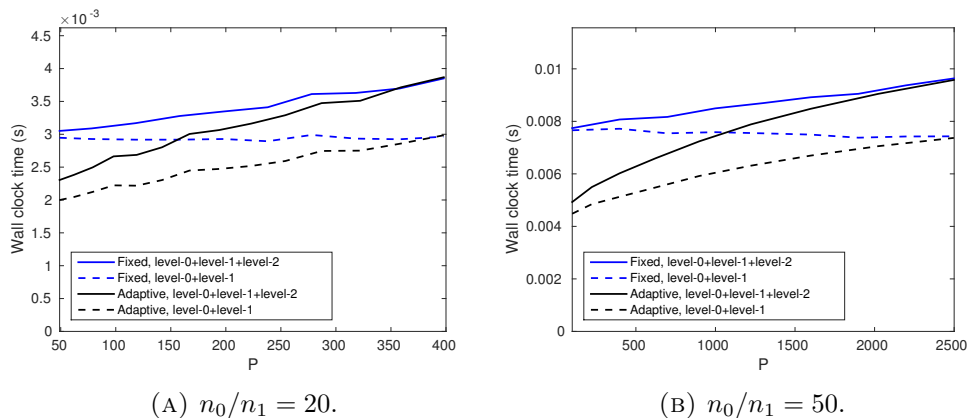 ×10⁻³
4.5
4
3.5
3
2.5
2
1.5
1
0.5
0
Wall clock time (s)
50 100 150 200 250 300 350 400
P
Fixed, level-0+level-1+level-2
Fixed, level-0+level-1
Adaptive, level-0+level-1+level-2
Adaptive, level-0+level-1
(A) n₀/n₁ = 20.
0.01
0.008
0.006
0.004
0.002
0
Wall clock time (s)
500 1000 1500 2000 2500
P
Fixed, level-0+level-1+level-2
Fixed, level-0+level-1
Adaptive, level-0+level-1+level-2
Adaptive, level-0+level-1
(B) n₀/n₁ = 50.